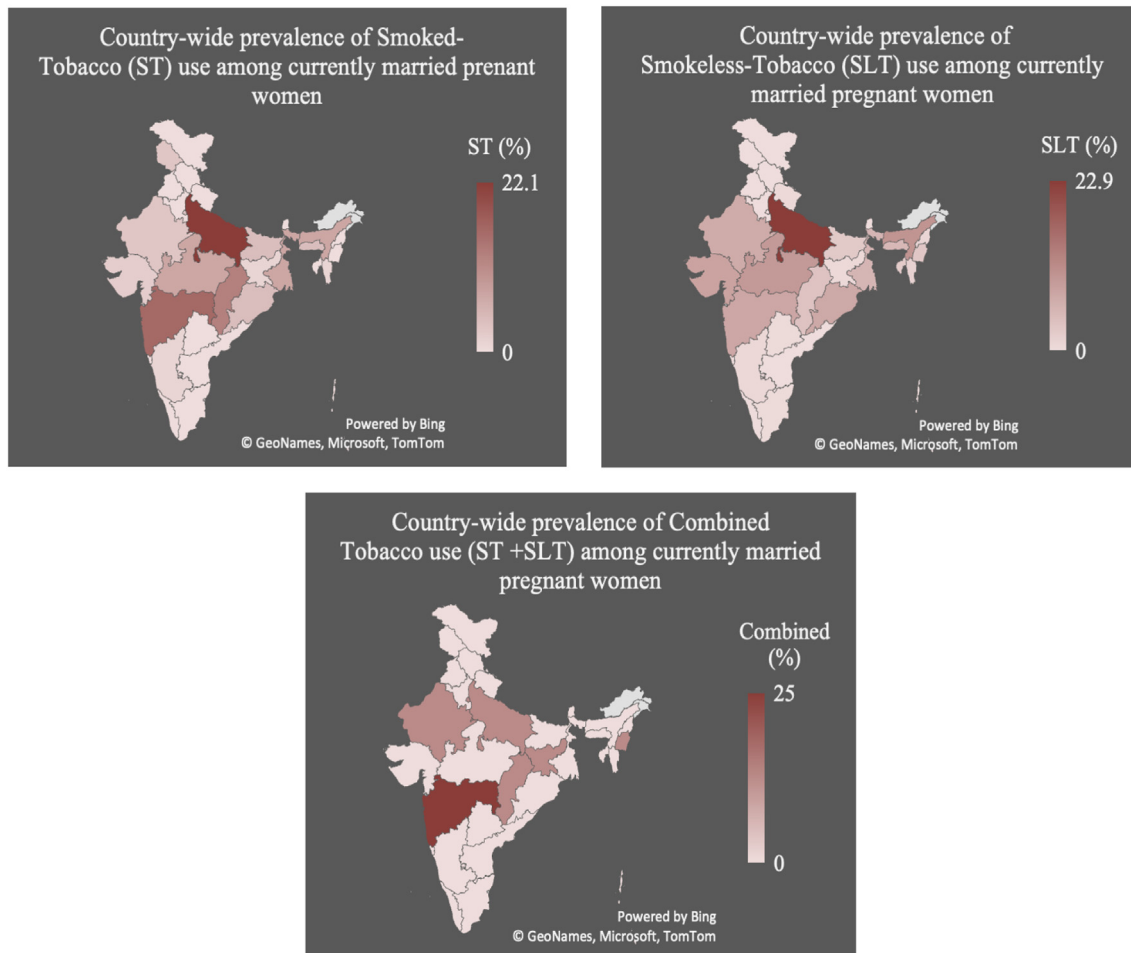 Country-wide prevalence of Smoked-
Tobacco (ST) use among currently married prenant
women
ST (%)
22.1
0
Powered by Bing
© GeoNames, Microsoft, TomTom
Country-wide prevalence of
Smokeless-Tobacco (SLT) use among currently
married pregnant women
SLT (%)
22.9
0
Powered by Bing
© GeoNames, Microsoft, TomTom
Country-wide prevalence of Combined
Tobacco use (ST +SLT) among currently married
pregnant women
Combined
(%)
25
0
Powered by Bing
© GeoNames, Microsoft, TomTom